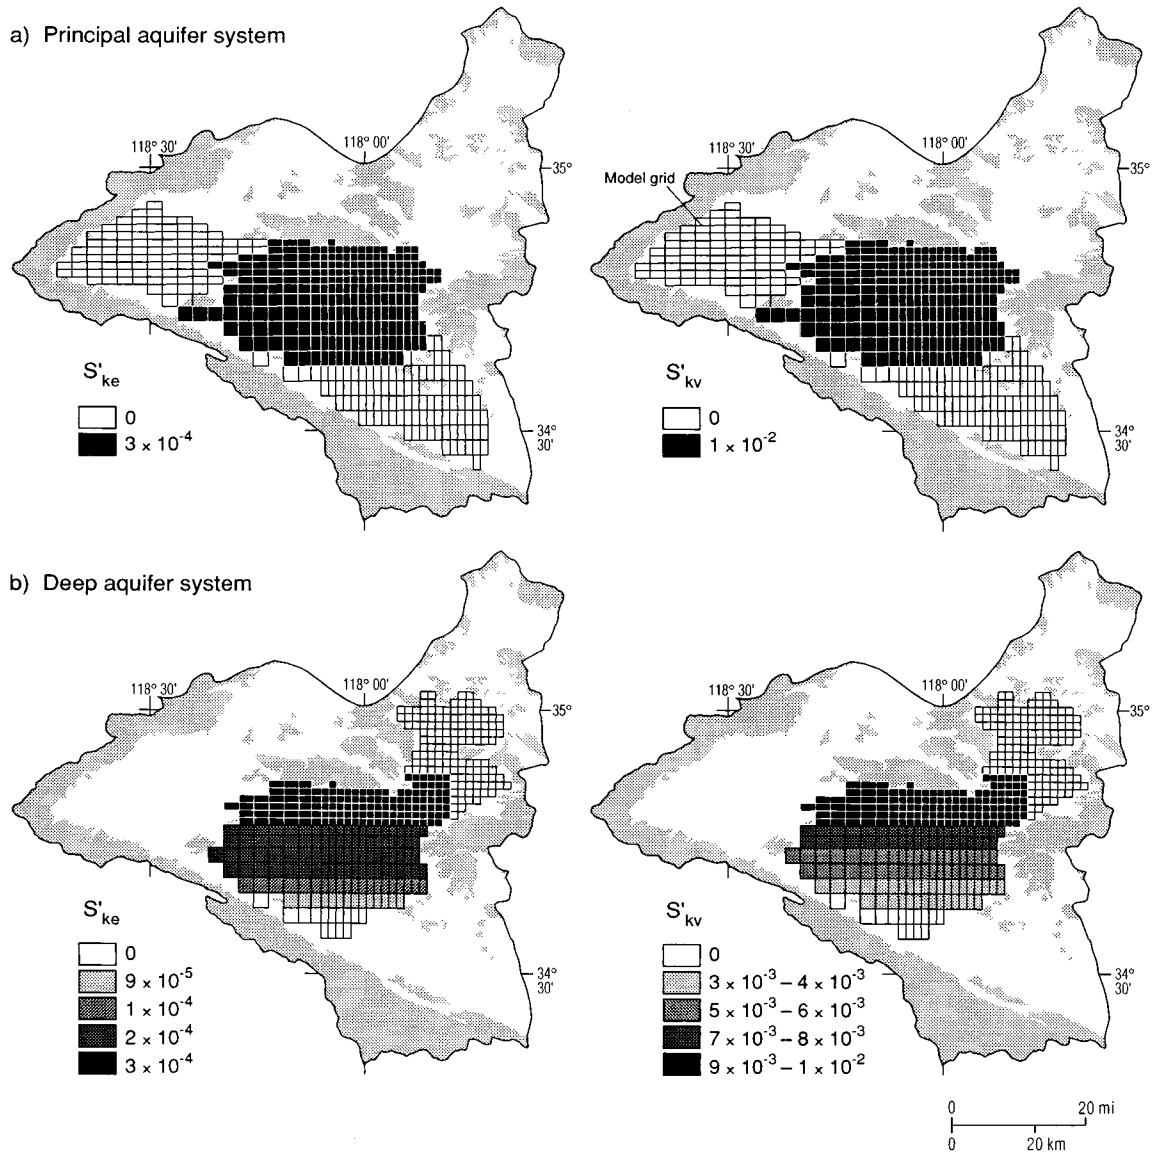 a) Principal aquifer system
118° 30'
118° 00'
35°
S'ke
0
3 × 10-4
34°
30'
118° 30'
118° 00'
Model grid
35°
S'kv
0
1 × 10-2
34°
30'
b) Deep aquifer system
118° 30'
118° 00'
35°
S'ke
0
9 × 10-5
1 × 10-4
2 × 10-4
3 × 10-4
34°
30'
118° 30'
118° 00'
35°
S'kv
0
3 × 10-3 – 4 × 10-3
5 × 10-3 – 6 × 10-3
7 × 10-3 – 8 × 10-3
9 × 10-3 – 1 × 10-2
34°
30'
0 20 mi
0 20 km